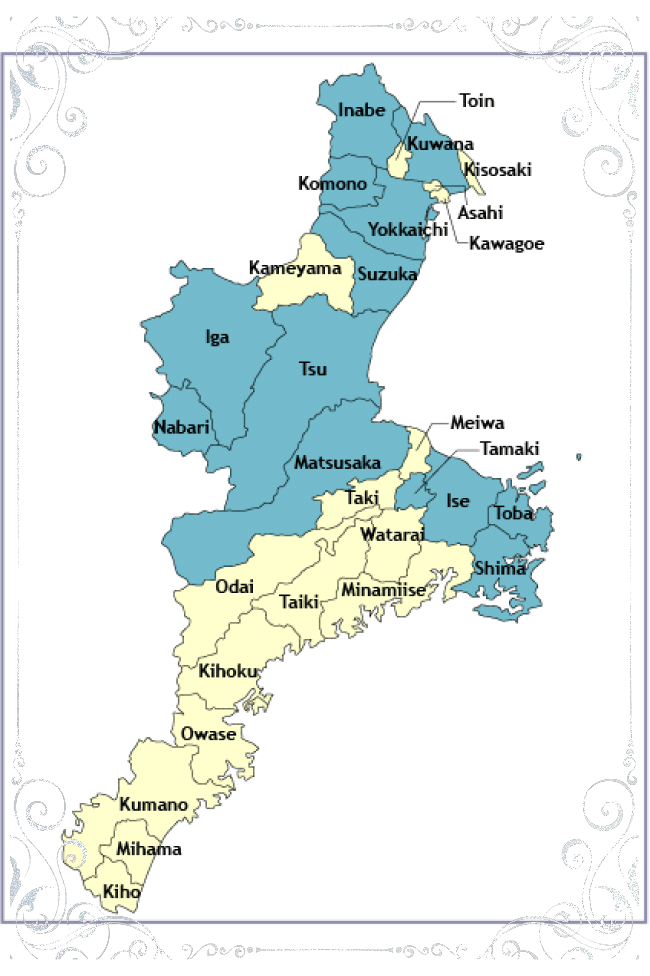 Toin
Inabe
Kuwana
Kisosaki
Komono
Asahi
Yokkaichi
Kawagoe
Kameyama
Suzuka
Iga
Tsu
Meiwa
Nabari
Tamaki
Matsusaka
Taki
Ise
Toba
Watarai
Shima
Odai
Minamiise
Taiki
Kihoku
Owase
Kumano
Mihama
Kiho